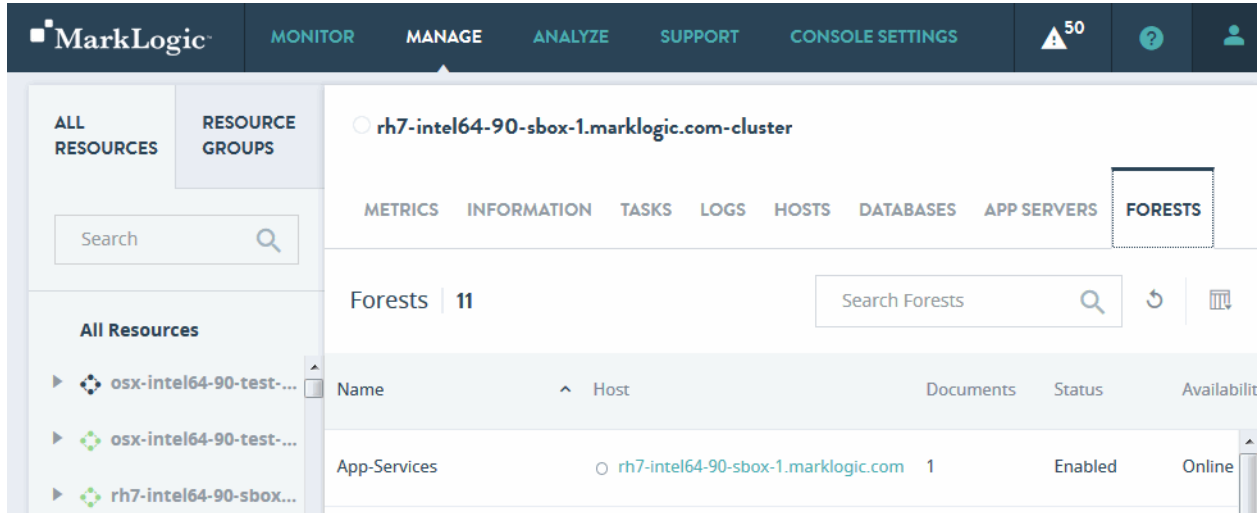 MarkLogic™ MONITOR MANAGE ANALYZE SUPPORT CONSOLE SETTINGS 50 ?
ALL RESOURCES
RESOURCE GROUPS
Search
All Resources
osx-intel64-90-test-...
osx-intel64-90-test-...
rh7-intel64-90-sbox...
rh7-intel64-90-sbox-1.marklogic.com-cluster
METRICS INFORMATION TASKS LOGS HOSTS DATABASES APP SERVERS FORESTS
Forests 11 Search Forests
Name Host Documents Status Availabilit
App-Services rh7-intel64-90-sbox-1.marklogic.com 1 Enabled Online